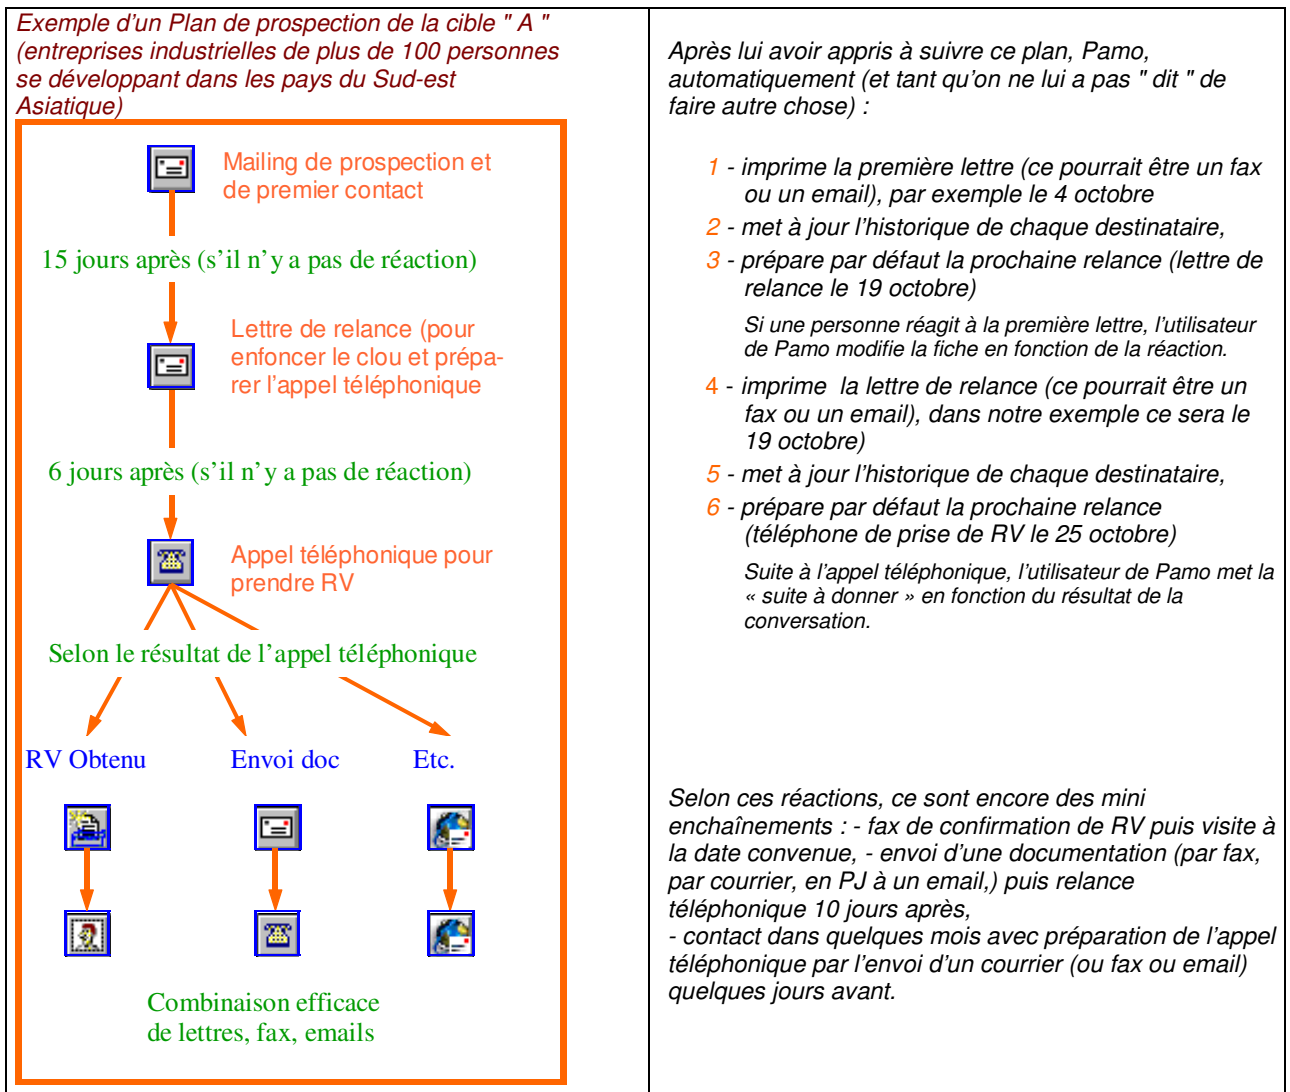 Exemple d'un Plan de prospection de la cible " A "
(entreprises industrielles de plus de 100 personnes
se développant dans les pays du Sud-est
Asiatique)
Mailing de prospection et
de premier contact
15 jours après (s'il n'y a pas de réaction)
Lettre de relance (pour
enfoncer le clou et prépa-
rer l'appel téléphonique
6 jours après (s'il n'y a pas de réaction)
Appel téléphonique pour
prendre RV
Selon le résultat de l'appel téléphonique
RV Obtenu
Envoi doc
Etc.
Combinaison efficace
de lettres, fax, emails
Après lui avoir appris à suivre ce plan, Pamo,
automatiquement (et tant qu'on ne lui a pas " dit " de
faire autre chose) :
1 - imprime la première lettre (ce pourrait être un fax
ou un email), par exemple le 4 octobre
2 - met à jour l'historique de chaque destinataire,
3 - prépare par défaut la prochaine relance (lettre de
relance le 19 octobre)
Si une personne réagit à la première lettre, l'utilisateur
de Pamo modifie la fiche en fonction de la réaction.
4 - imprime la lettre de relance (ce pourrait être un
fax ou un email), dans notre exemple ce sera le
19 octobre)
5 - met à jour l'historique de chaque destinataire,
6 - prépare par défaut la prochaine relance
(téléphone de prise de RV le 25 octobre)
Suite à l'appel téléphonique, l'utilisateur de Pamo met la
« suite à donner » en fonction du résultat de la
conversation.
Selon ces réactions, ce sont encore des mini
enchaînements : - fax de confirmation de RV puis visite à
la date convenue, - envoi d'une documentation (par fax,
par courrier, en PJ à un email,) puis relance
téléphonique 10 jours après,
- contact dans quelques mois avec préparation de l'appel
téléphonique par l'envoi d'un courrier (ou fax ou email)
quelques jours avant.